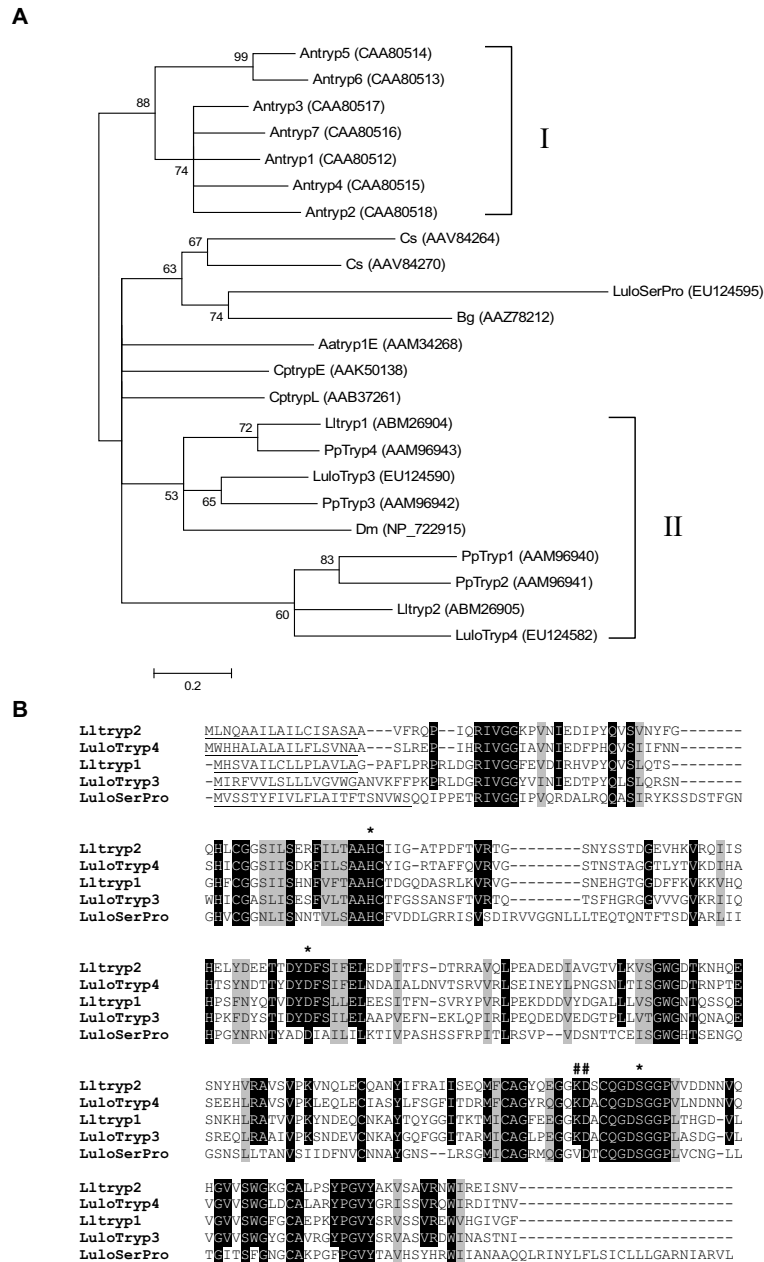 A
Antryp5 (CAA80514)
99
Antryp6 (CAA80513)
88
Antryp3 (CAA80517)
Antryp7 (CAA80516)
I
Antryp1 (CAA80512)
74
Antryp4 (CAA80515)
Antryp2 (CAA80518)
Cs (AAV84264)
67
Cs (AAV84270)
63
LuloSerPro (EU124595)
74
Bg (AAZ78212)
Aatryp1E (AAM34268)
CptrypE (AAK50138)
CptrypL (AAB37261)
Lltryp1 (ABM26904)
72
PpTryp4 (AAM96943)
LuloTryp3 (EU124590)
53
65
PpTryp3 (AAM96942)
Dm (NP_722915)
II
PpTryp1 (AAM96940)
83
PpTryp2 (AAM96941)
60
Lltryp2 (ABM26905)
LuloTryp4 (EU124582)
0.2
B
Lltryp2 MLNQAAILAILCISASAA---VFRQP--IQRIVGGKPVNIEDIPYQVSVNYFG-------
LuloTryp4 MWHHALALAILFLSVNAA---SLREP--IHRIVGGIAVNIEDFPHQVSIIFNN-------
Lltryp1 -MHSVAILCLLPLAVLAG-PAFLPRPRLDGRIVGGFEVDIRHVPYQVSLQTS--------
LuloTryp3 -MIRFVVLSLLLVGVWGANVKFFPKPRLDGRIVGGYVINIEDTPYQLSLQRSN-------
LuloSerPro -MVSSTYFIVLFLAITFTSNVWSQQIPPETRIVGGIPVQRDALRQQASIRYKSSDSTFGN
*
Lltryp2 QHLCGGSILSERFILTAAHCIIG-ATPDFTVRTG-------SNYSSTDGEVHKVRQIIS
LuloTryp4 SHICGGSIISDKFILSAAHCIYG-RTAFFQVRVG-------STNSTAGGTLYTVKDIHA
Lltryp1 GHFCGGSIISHNFVFTAAHCTDGQDASRLKVRVG-------SNEHGTGGDFFKVKKVHQ
LuloTryp3 WHICGASLISESFVLTAAHCTFGSSANSFTVRTQ-------TSFHGRGGVVVGVKRIHQ
LuloSerPro GHVCGGNLISNNTVLSAAHCFVDDLGRRISVSDIRVVGGNLLLTEQTQNTFTSDVARLII
*
Lltryp2 HELYDEETTDYDFSIFELEDPITFS-DTRRAVQLPEADEDIAVGTVLKVSGWGDTKNHQE
LuloTryp4 HTSYNDTTVDYDFSILELNDAIALDNVTSRVVRLSEINEYLPNGSNLTISGWGDTRNPTE
Lltryp1 HPSFNYQTVDYDFSLLELEESITFN-NSVRYPVRLPEKDDDVYDGALLLVSGWGNTQSSQE
LuloTryp3 HPKFDYSTIDYDFSILELAAPVEFN-EKLQPIRLPEQDEDVEDGTPLLVTGWGNTQNAQE
LuloSerPro HPGYNRNTYADDIAILILKTIVPASHSSFRPITLRSVP--VDSNTTCEISGWGHTSENGQ
## *
Lltryp2 SNYHVRAVSVPKVNQLECQANYIFRAIISEQMFCAGYQEGGKDSCQGDSGGPVVDDNNVQ
LuloTryp4 SEEHLRAVSVPKLEQLECIASYLFSGFITDRMFCAGYRQGGKDACQGDSGGPLVLNDNNVQ
Lltryp1 SNKHLRATVVPKYNDEQCNKAYTQYGGITKTMICAGFEEGGKDACQGDSGGPLTHGD-VL
LuloTryp3 SREQLRAAIVPKSNDEVCNKAYGQFGGITARMICAGLPEGGKDACQGDSGGPLASDG-VL
LuloSerPro GSNSLLTANVSIIDFNVCNNAYGNS--LRSGMICAGRMQGGVDTCQGDSGGPLVCNG-LL
Lltryp2 HGVVSWGKGCALPSYPGVYAKVSAVRNWIREISNV------------------------
LuloTryp4 VGVVSWGLDCALARYPGVYGRISSVRQWIRDITNV------------------------
Lltryp1 VGVVSWGFGCAEPKYPGVYSRVSSVREWVHGIVGF------------------------
LuloTryp3 VGVVSWGYGCAVRGFPGVYTRVASVRDWINASTNI------------------------
LuloSerPro TGITSFGNGCAKPGFPGVYTAVHSYHRWIIANAAQQLRINYLFLSICLLLGARNIARVL